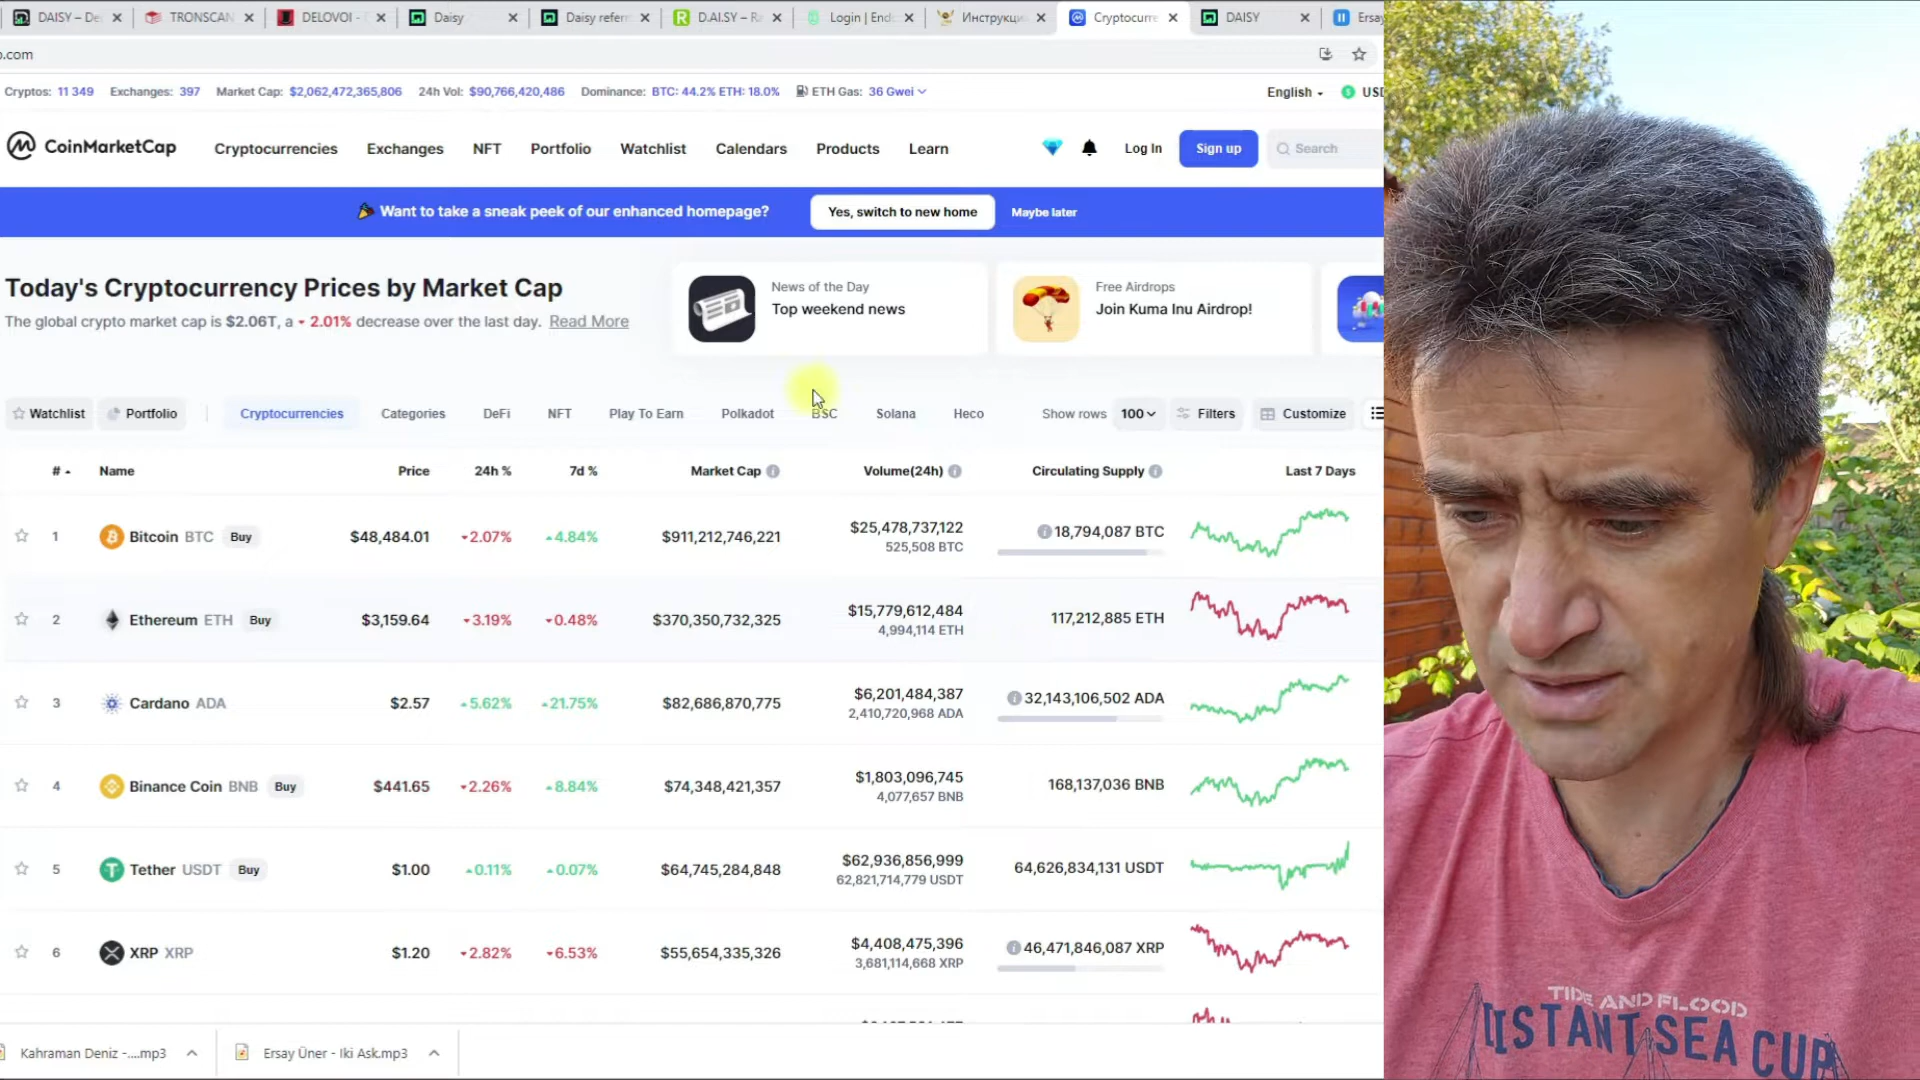 DAISY – De
TRONSCAN
DELOVOI -
Daisy
Daisy refer
D.AI.SY – R
Login | End
Инструкци
Cryptocurre
DAISY
Ersay
o.com
Cryptos: 11 349 Exchanges: 397 Market Cap: $2,062,472,365,806 24h Vol: $90,766,420,486 Dominance: BTC: 44.2% ETH: 18.0% ETH Gas: 36 Gwei
English
USD
CoinMarketCap
Cryptocurrencies Exchanges NFT Portfolio Watchlist Calendars Products Learn
Log In Sign up Search
Want to take a sneak peek of our enhanced homepage? Yes, switch to new home Maybe later
Today's Cryptocurrency Prices by Market Cap
The global crypto market cap is $2.06T, a 2.01% decrease over the last day. Read More
News of the Day
Top weekend news
Free Airdrops
Join Kuma Inu Airdrop!
Watchlist Portfolio Cryptocurrencies Categories DeFi NFT Play To Earn Polkadot BSC Solana Heco Show rows 100 Filters Customize
# Name Price 24h % 7d % Market Cap Volume(24h) Circulating Supply Last 7 Days
1 Bitcoin BTC Buy $48,484.01 2.07% 4.84% $911,212,746,221 $25,478,737,122 18,794,087 BTC
525,508 BTC
2 Ethereum ETH Buy $3,159.64 3.19% 0.48% $370,350,732,325 $15,779,612,484 117,212,885 ETH
4,994,114 ETH
3 Cardano ADA $2.57 5.62% 21.75% $82,686,870,775 $6,201,484,387 32,143,106,502 ADA
2,410,720,968 ADA
4 Binance Coin BNB Buy $441.65 2.26% 8.84% $74,348,421,357 $1,803,096,745 168,137,036 BNB
4,077,657 BNB
5 Tether USDT Buy $1.00 0.11% 0.07% $64,745,284,848 $62,936,856,999 64,626,834,131 USDT
62,821,714,779 USDT
6 XRP XRP $1.20 2.82% 6.53% $55,654,335,326 $4,408,475,396 46,471,846,087 XRP
3,681,114,668 XRP
Kahraman Deniz -....mp3
Ersay Üner - Iki Ask.mp3
TIDE AND FLOOD
DISTANT SEA CUP